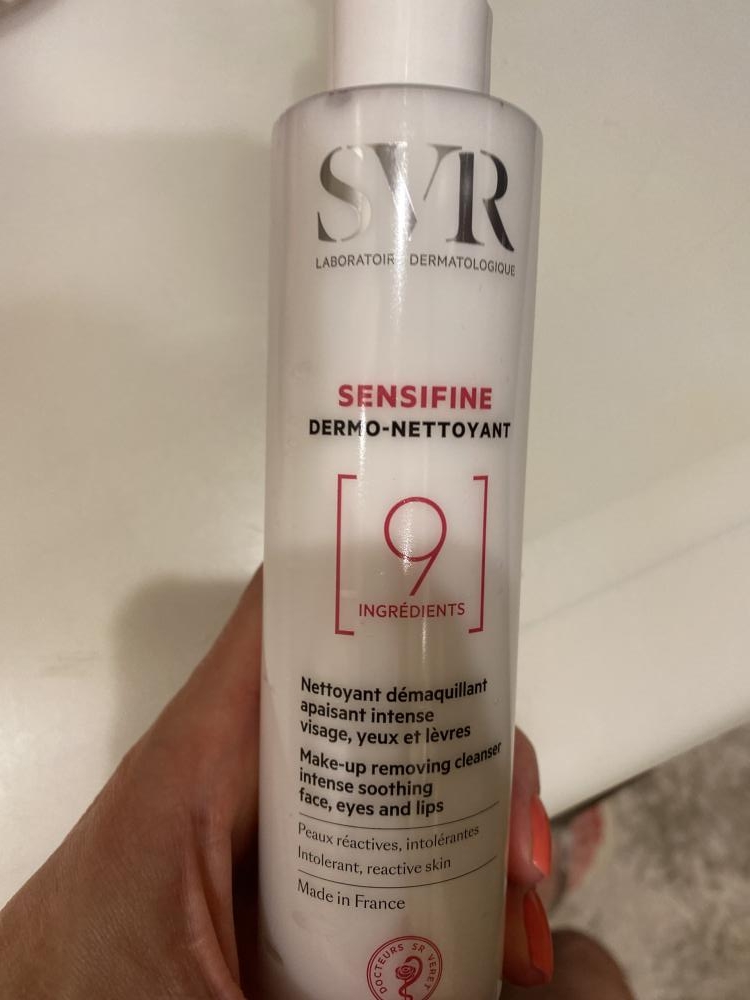 SVR
LABORATOIR DERMATOLOGIQUE
SENSIFINE
DERMO-NETTOYANT
9
INGRÉDIENTS
Nettoyant démaquillant
apaisant intense
visage, yeux et lèvres
Make-up removing cleanser
intense soothing
face, eyes and lips
Peaux réactives, intolérantes
Intolerant, reactive skin
Made in France
DOCTEURS SR VERET